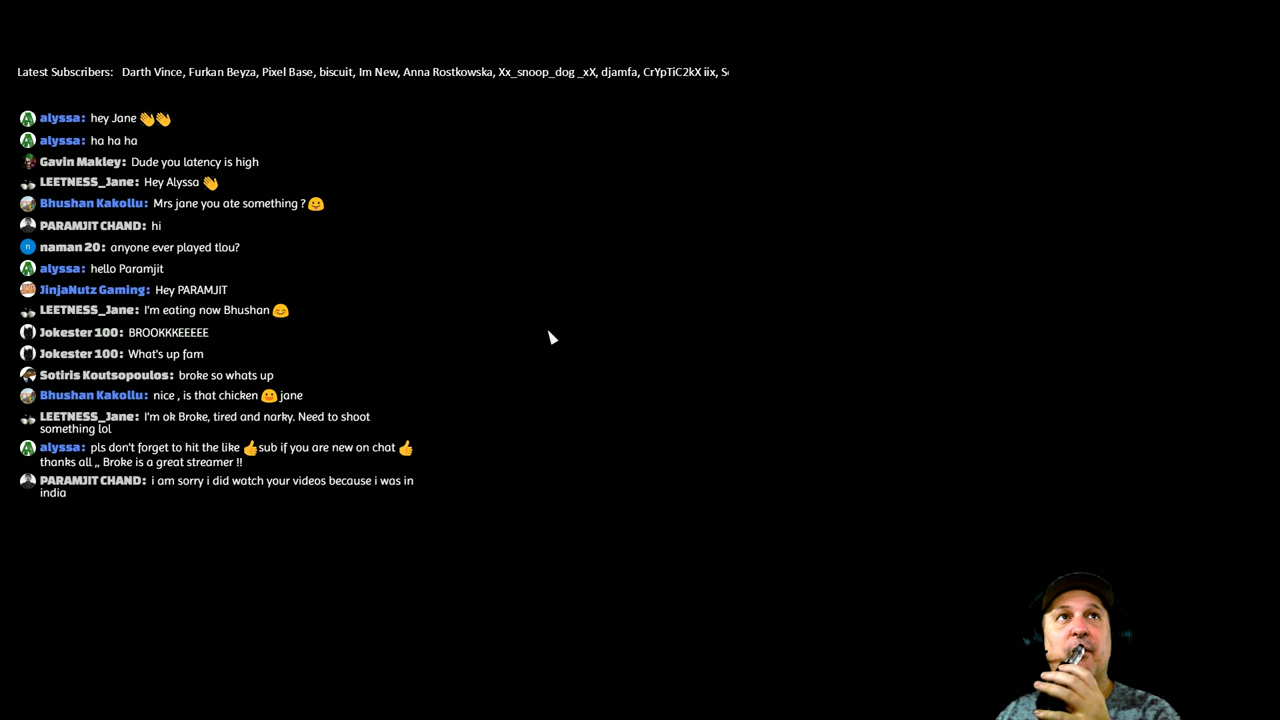 Latest Subscribers: Darth Vince, Furkan Beyza, Pixel Base, biscuit, Im New, Anna Rostkowska, Xx_snoop_dog _xX, djamfa, CrYpTiC2kX iix,
alyssa: hey Jane 👋👋
alyssa: ha ha ha
Gavin Makley: Dude you latency is high
LEETNESS_Jane: Hey Alyssa 👋
Bhushan Kakollu: Mrs jane you ate something ? 🙂
PARAMJIT CHAND: hi
n naman 20: anyone ever played tlou?
alyssa: hello Paramjit
JinjaNutz Gaming: Hey PARAMJIT
LEETNESS_Jane: I'm eating now Bhushan 😊
Jokester 100: BROOKKKEEEEE
Jokester 100: What's up fam
Sotiris Koutsopoulos: broke so whats up
Bhushan Kakollu: nice , is that chicken 😃 jane
LEETNESS_Jane: I'm ok Broke, tired and narky. Need to shoot
something lol
alyssa: pls don't forget to hit the like 👍sub if you are new on chat 👍
thanks all ,, Broke is a great streamer !!
PARAMJIT CHAND: i am sorry i did watch your videos because i was in
india